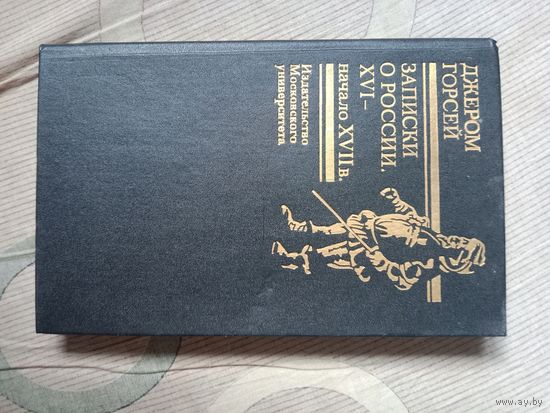 ДЖЕРОМ
ГОРСЕЙ
ЗАПИСКИ
О РОССИИ.
XVI–
начало XVII в.
Издательство
Московского
университета
www.ay.by